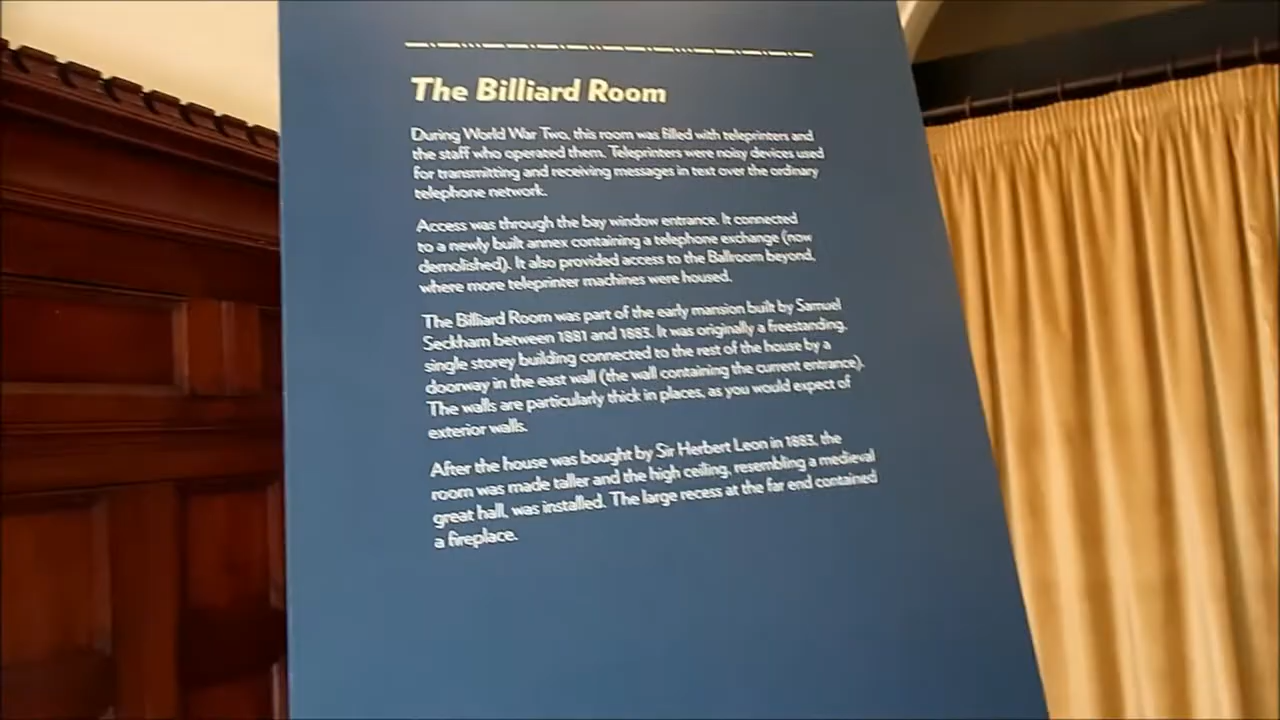 The Billiard Room
During World War Two, this room was filled with teleprinters and
the staff who operated them. Teleprinters were noisy devices used
for transmitting and receiving messages in text over the ordinary
telephone network.
Access was through the bay window entrance. It connected
to a newly built annex containing a telephone exchange (now
demolished). It also provided access to the Ballroom beyond,
where more teleprinter machines were housed.
The Billiard Room was part of the early mansion built by Samuel
Seckham between 1881 and 1883. It was originally a freestanding,
single storey building connected to the rest of the house by a
doorway in the east wall (the wall containing the current entrance).
The walls are particularly thick in places, as you would expect of
exterior walls.
After the house was bought by Sir Herbert Leon in 1883, the
room was made taller and the high ceiling, resembling a medieval
great hall, was installed. The large recess at the far end contained
a fireplace.